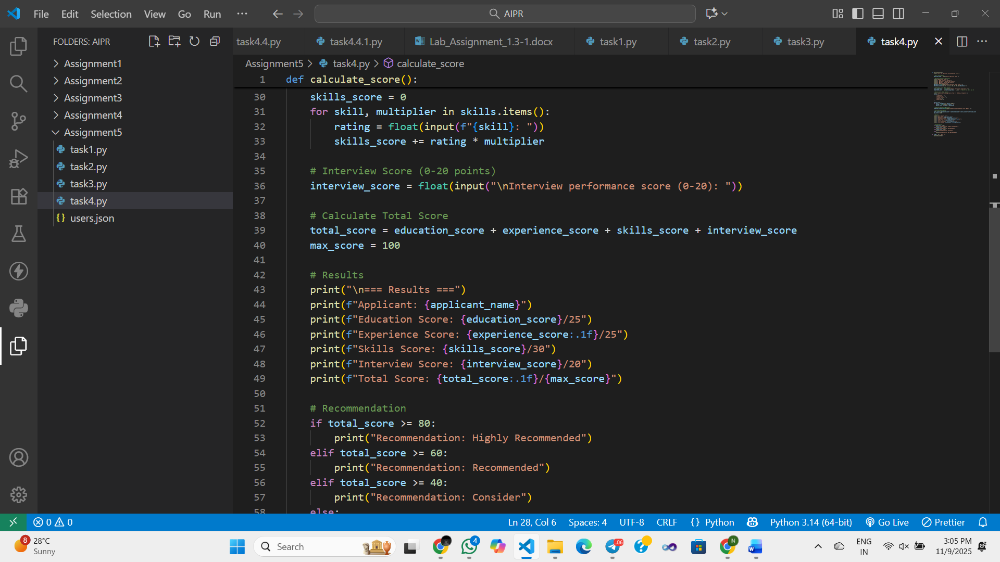 File Edit Selection View Go Run ··· AIPR
FOLDERS: AIPR
Assignment1
Assignment2
Assignment3
Assignment4
Assignment5
task1.py
task2.py
task3.py
task4.py
{} users.json
task4.4.py task4.4.1.py Lab_Assignment_1.3-1.docx task1.py task2.py task3.py task4.py
Assignment5 > task4.py > calculate_score
1 def calculate_score():
30 skills_score = 0
31 for skill, multiplier in skills.items():
32 rating = float(input(f"{skill}: "))
33 skills_score += rating * multiplier
34
35 # Interview Score (0-20 points)
36 interview_score = float(input("\nInterview performance score (0-20): "))
37
38 # Calculate Total Score
39 total_score = education_score + experience_score + skills_score + interview_score
40 max_score = 100
41
42 # Results
43 print("\n=== Results ===")
44 print(f"Applicant: {applicant_name}")
45 print(f"Education Score: {education_score}/25")
46 print(f"Experience Score: {experience_score:.1f}/25")
47 print(f"Skills Score: {skills_score}/30")
48 print(f"Interview Score: {interview_score}/20")
49 print(f"Total Score: {total_score:.1f}/{max_score}")
50
51 # Recommendation
52 if total_score >= 80:
53 print("Recommendation: Highly Recommended")
54 elif total_score >= 60:
55 print("Recommendation: Recommended")
56 elif total_score >= 40:
57 print("Recommendation: Consider")
58 else:
0 0 Ln 28, Col 6 Spaces: 4 UTF-8 CRLF {} Python Python 3.14 (64-bit) Go Live Prettier
8 28°C
Sunny
Search
4
.06
N
ENG
IN
3:05 PM
11/9/2025